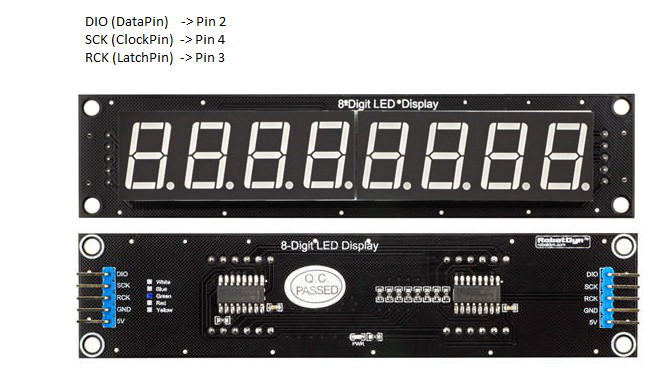 DIO (DataPin) -> Pin 2
SCK (ClockPin) -> Pin 4
RCK (LatchPin) -> Pin 3
8 Digit LED Display
8-Digit LED Display
RobotDyn
robotdyn.com
DIO
SCK
RCK
GND
5V
White
Blue
Green
Red
Yellow
Q.C
PASSED
PWR
DIO
SCK
RCK
GND
5V